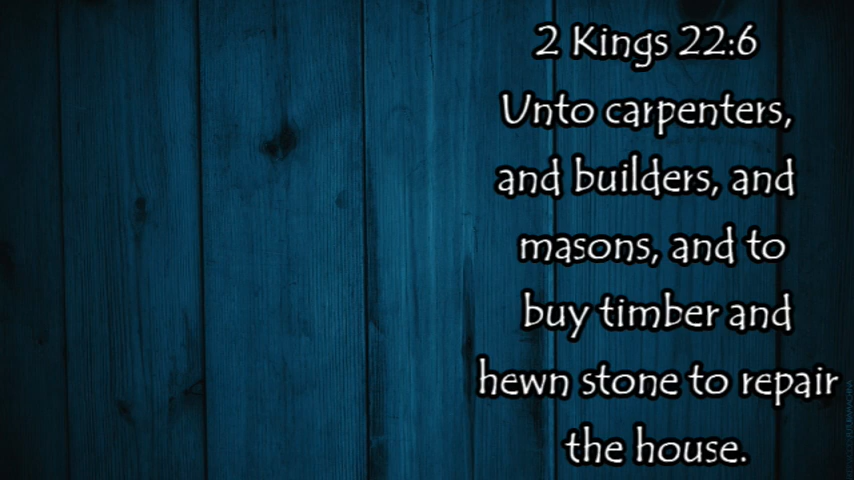 2 Kings 22:6
Unto carpenters,
and builders, and
masons, and to
buy timber and
hewn stone to repair
the house.